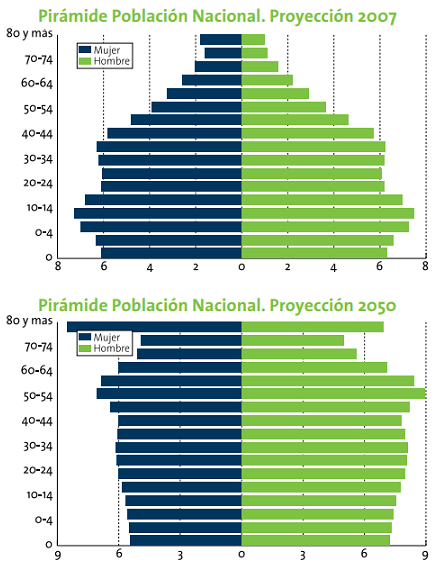 Pirámide Población Nacional. Proyección 2007
80 y más
Mujer
Hombre
70-74
60-64
50-54
40-44
30-34
20-24
10-14
0-4
0
8 6 4 2 0 2 4 6 8
Pirámide Población Nacional. Proyección 2050
80 y mas
Mujer
Hombre
70-74
60-64
50-54
40-44
30-34
20-24
10-14
0-4
0
9 6 3 0 3 6 9